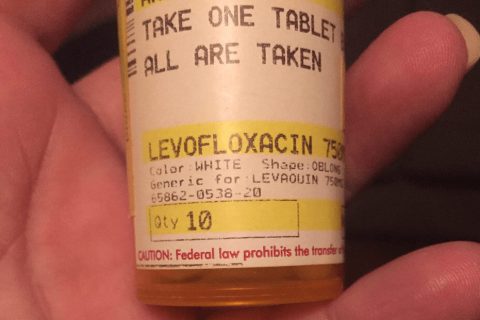 TAKE ONE TABLET
ALL ARE TAKEN
LEVOFLOXACIN 750
Color:WHITE Shape:OBLONG
Generic for:LEVAQUIN 750MG
65862-0538-20
Qty 10
CAUTION: Federal law prohibits the transfer